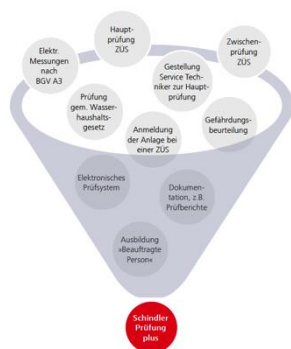 Haupt-
prüfung
ZÜS
Elektr.
Messungen
nach
BGV A3
Zwischen-
prüfung
ZÜS
Gestellung
Service Tech-
niker zur Haupt-
prüfung
Prüfung
gem. Wasser-
haushalts-
gesetz
Anmeldung
der Anlage bei
einer ZÜS
Gefährdungs-
beurteilung
Elektronisches
Prüfsystem
Dokumen-
tation, z.B.
Prüfberichte
Ausbildung
»Beauftragte
Person«
Schindler
Prüfung
plus